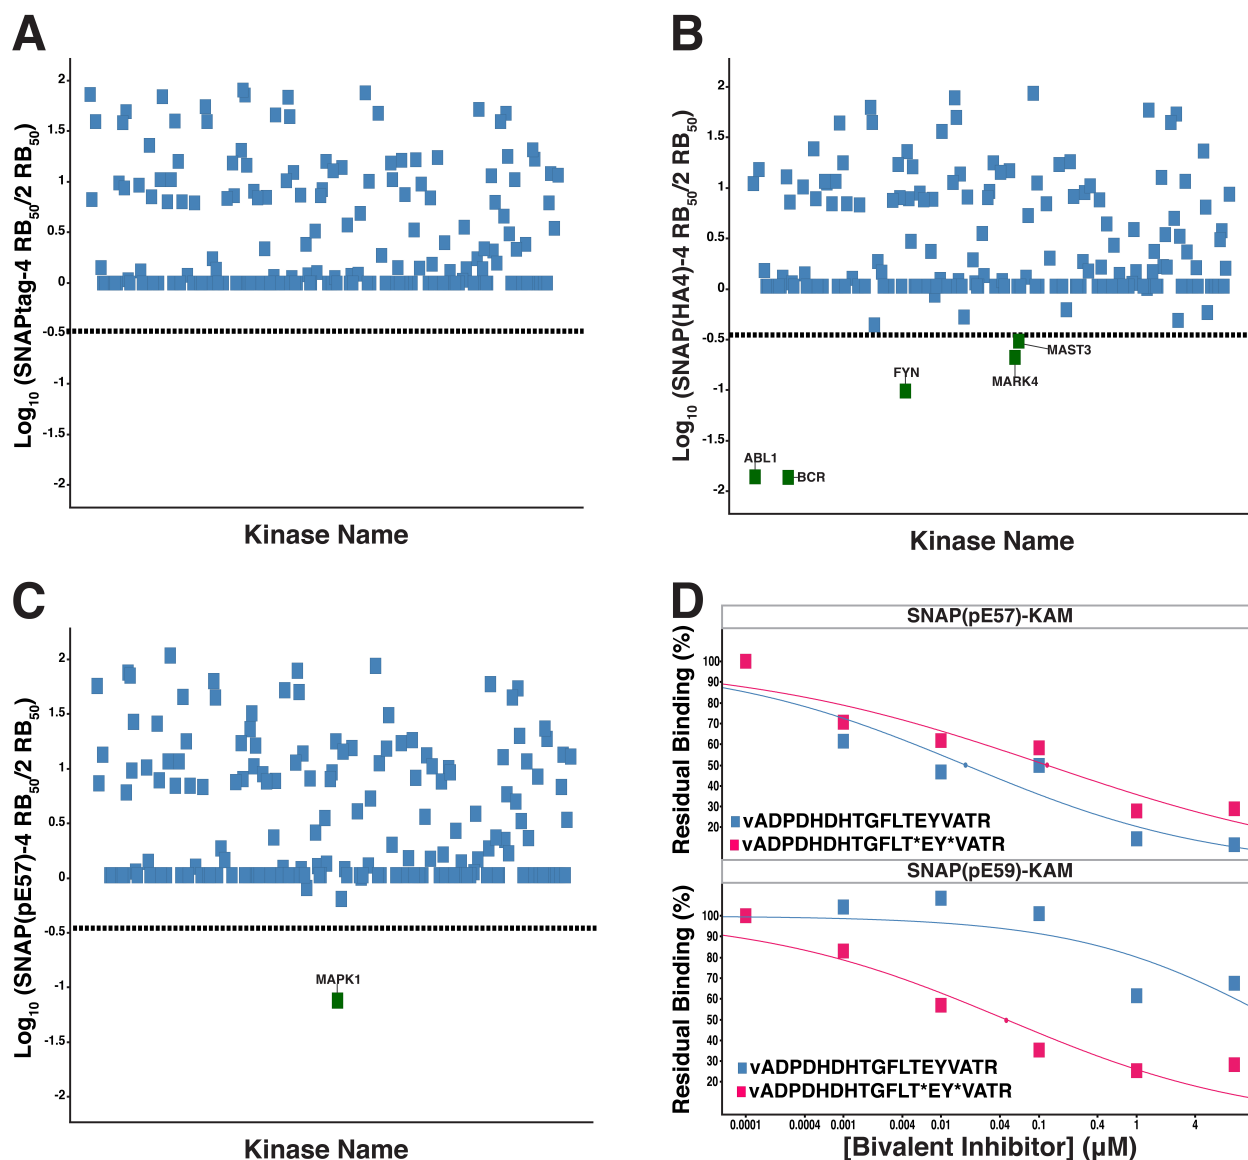 A
2
1.5
1
0.5
0
-0.5
-1
-1.5
-2
Log10 (SNAPtag-4 RB50/2 RB50)
Kinase Name
B
2
1.5
1
0.5
0
-0.5
-1
-1.5
-2
Log10 (SNAP(HA4)-4 RB50/2 RB50)
MAST3
MARK4
FYN
ABL1
BCR
Kinase Name
C
2
1.5
1
0.5
0
-0.5
-1
-1.5
-2
Log10 (SNAP(pE57)-4 RB50/2 RB50)
MAPK1
Kinase Name
D
SNAP(pE57)-KAM
Residual Binding (%)
100
90
80
70
60
50
40
30
20
vADPDHDHTGFLTEYVATR
vADPDHDHTGFLT*EY*VATR
SNAP(pE59)-KAM
Residual Binding (%)
100
90
80
70
60
50
40
30
20
vADPDHDHTGFLTEYVATR
vADPDHDHTGFLT*EY*VATR
0.0001 0.0004 0.001 0.004 0.01 0.04 0.1 0.4 1 4
[Bivalent Inhibitor] (µM)